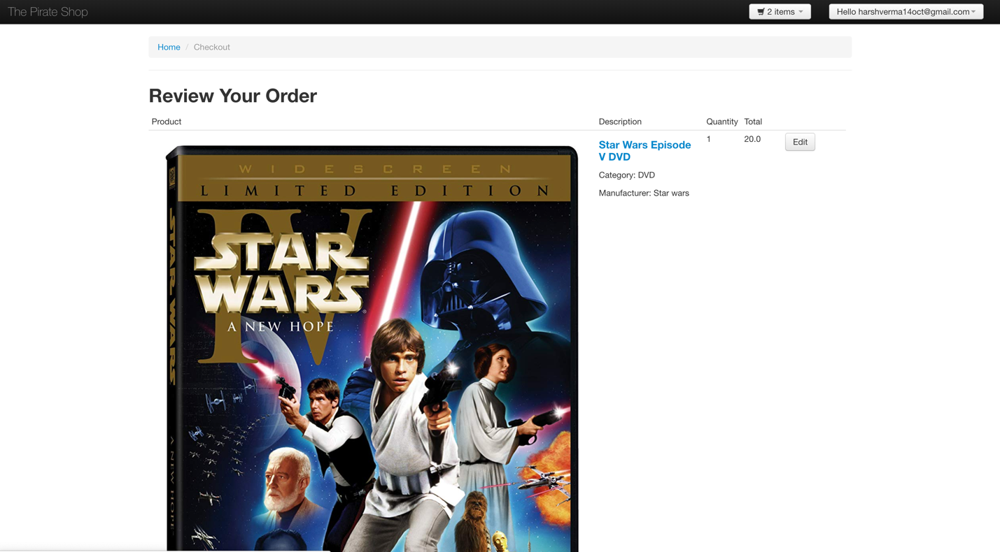 The Pirate Shop
2 items
Hello harshverma14oct@gmail.com
Home / Checkout
Review Your Order
Product Description Quantity Total
Star Wars Episode
V DVD
Category: DVD
Manufacturer: Star wars
1
20.0
Edit
WIDESCREEN
LIMITED EDITION
IV
STAR
WARS®
A NEW HOPE
STAR WARS
A NEW HOPE